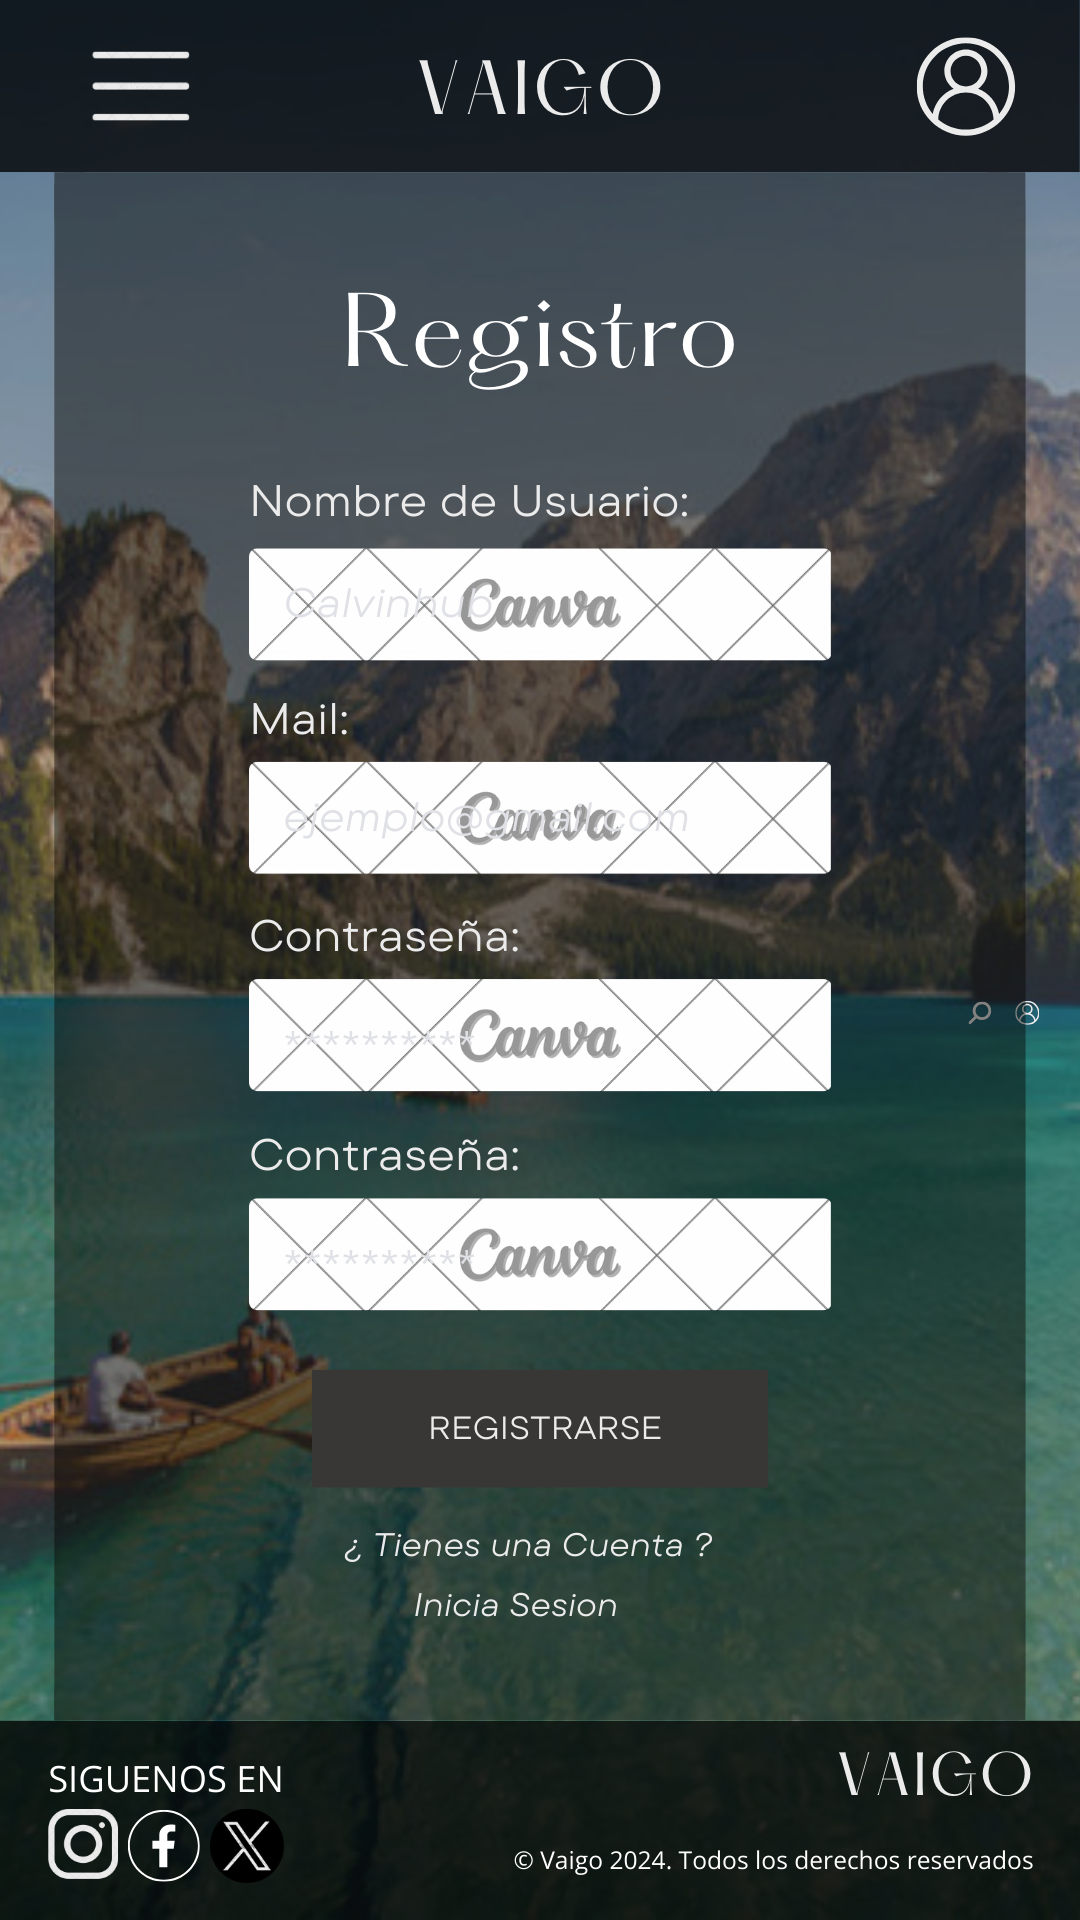 VAIGO
Registro
Nombre de Usuario:
Calvinhub
Canva
Mail:
ejemplo@gmail.com
Canva
Contraseña:
**********
Canva
Contraseña:
**********
Canva
REGISTRARSE
¿ Tienes una Cuenta ?
Inicia Sesion
SIGUENOS EN
VAIGO
© Vaigo 2024. Todos los derechos reservados